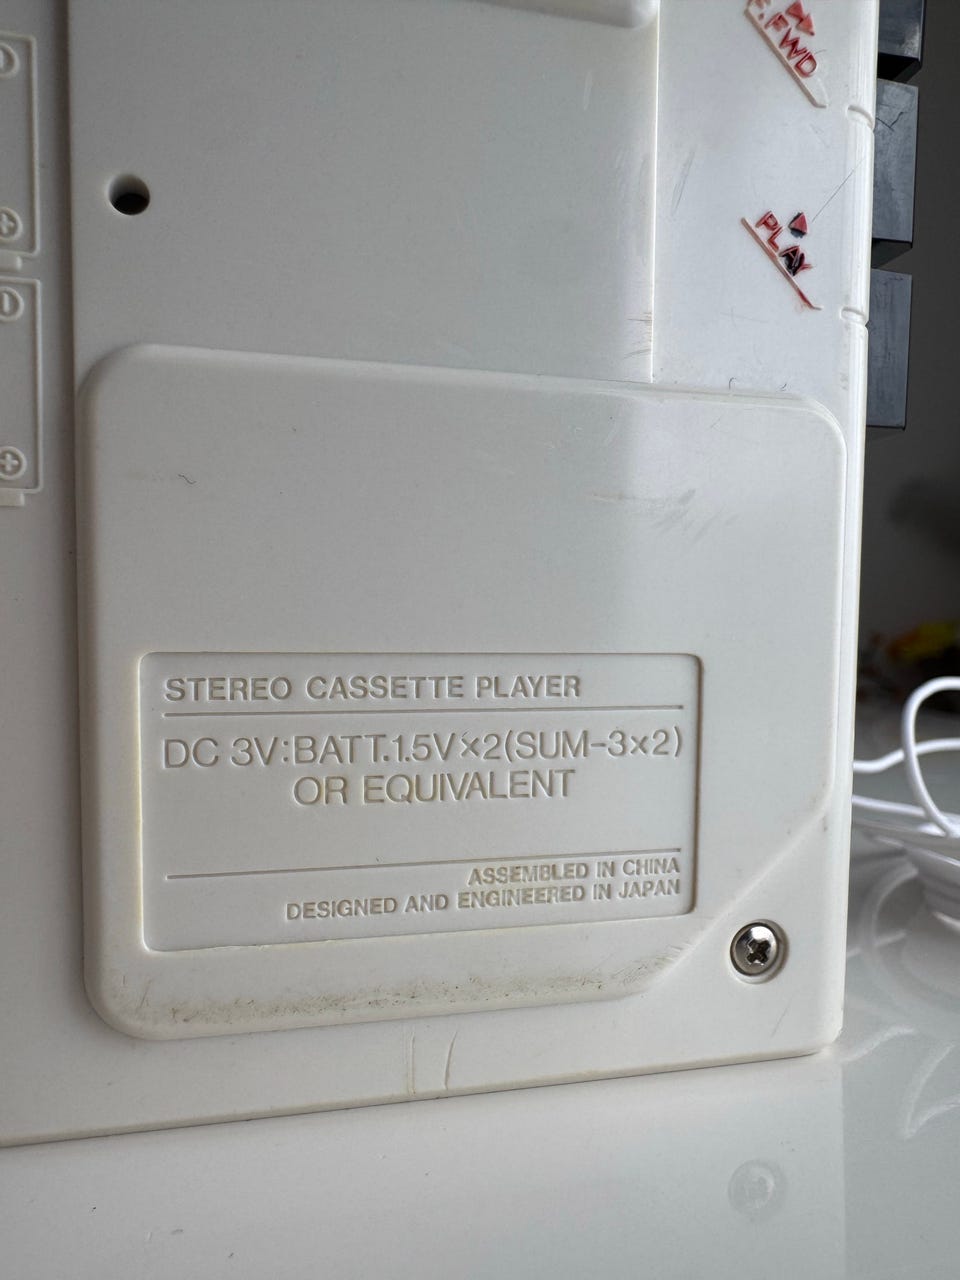 F.FWD
PLAY
STEREO CASSETTE PLAYER
DC 3V:BATT.1.5V×2(SUM-3×2)
OR EQUIVALENT
ASSEMBLED IN CHINA
DESIGNED AND ENGINEERED IN JAPAN